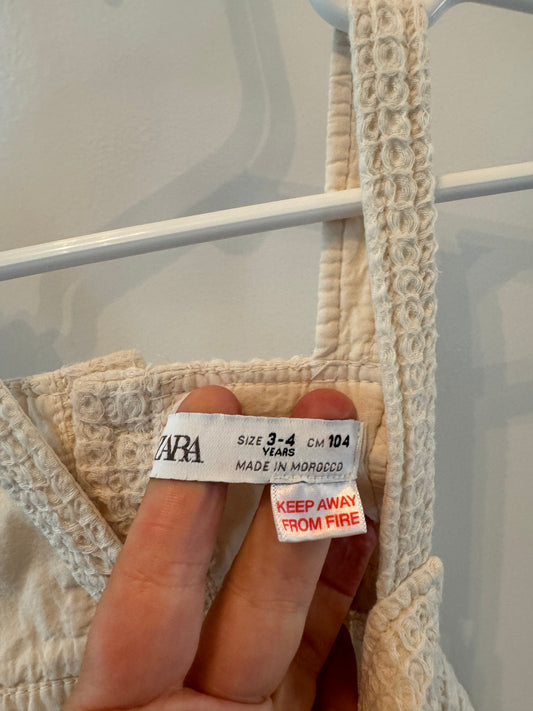 ZARA
SIZE 3-4 CM 104
YEARS
MADE IN MOROCCO
KEEP AWAY
FROM FIRE